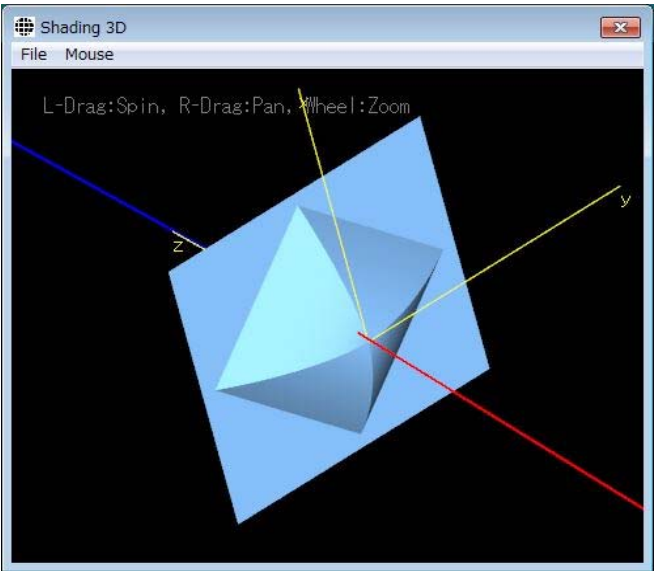 Shading 3D
File Mouse
L-Drag:Spin, R-Drag:Pan, Wheel:Zoom
x
y
z